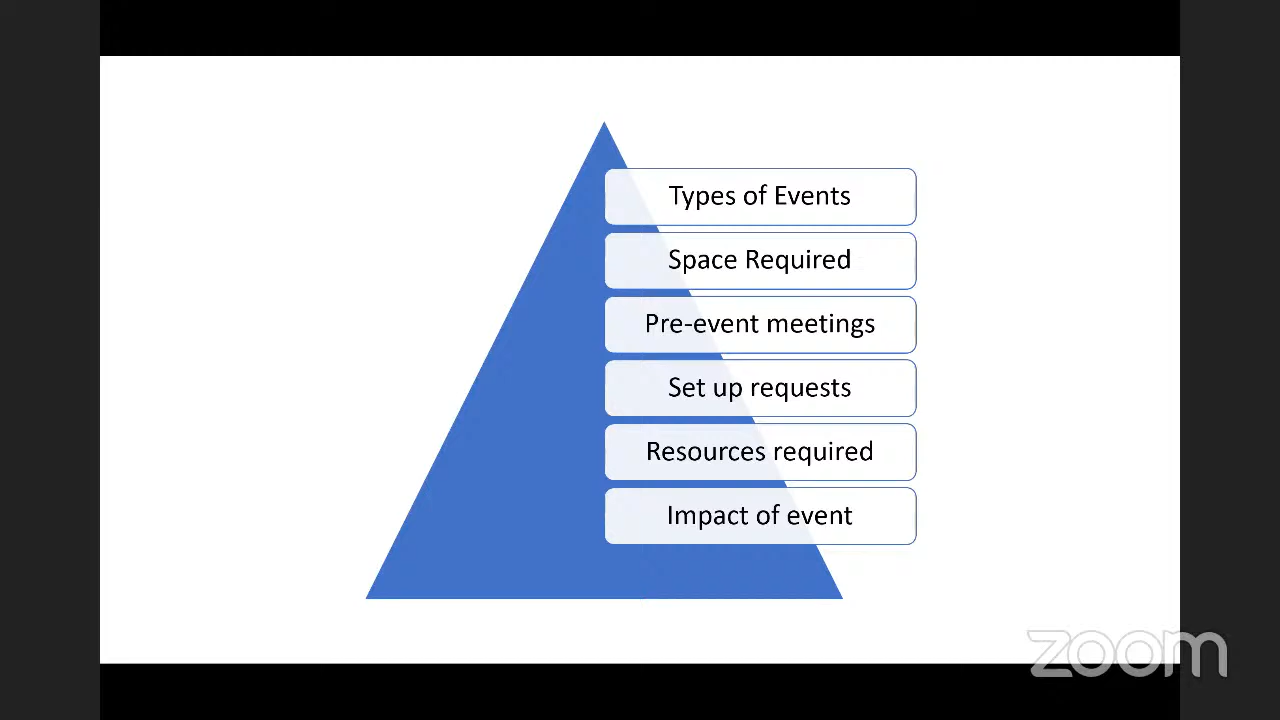 Types of Events
Space Required
Pre-event meetings
Set up requests
Resources required
Impact of event
zoom